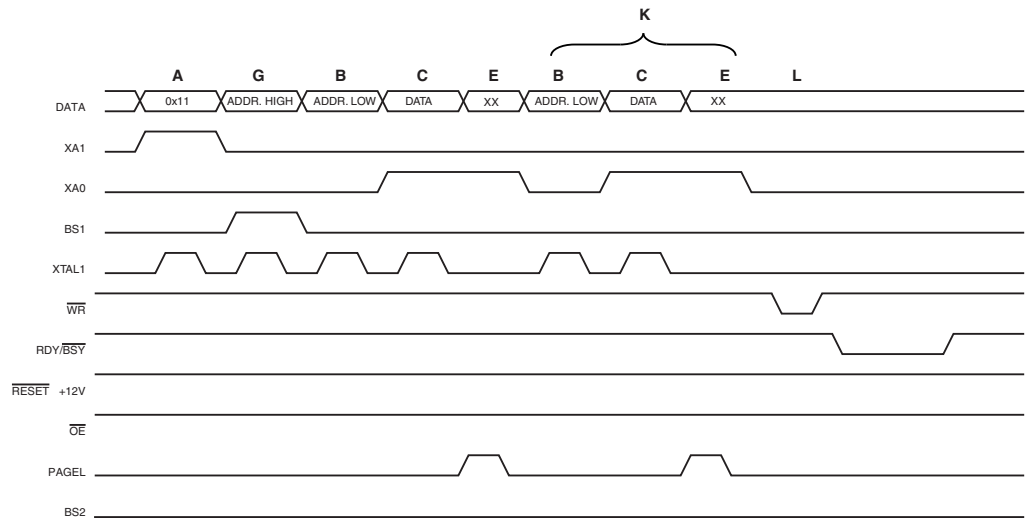 K
A G B C E B C E L
DATA 0x11 ADDR. HIGH ADDR. LOW DATA XX ADDR. LOW DATA XX
XA1
XA0
BS1
XTAL1
WR
RDY/BSY
RESET +12V
OE
PAGEL
BS2